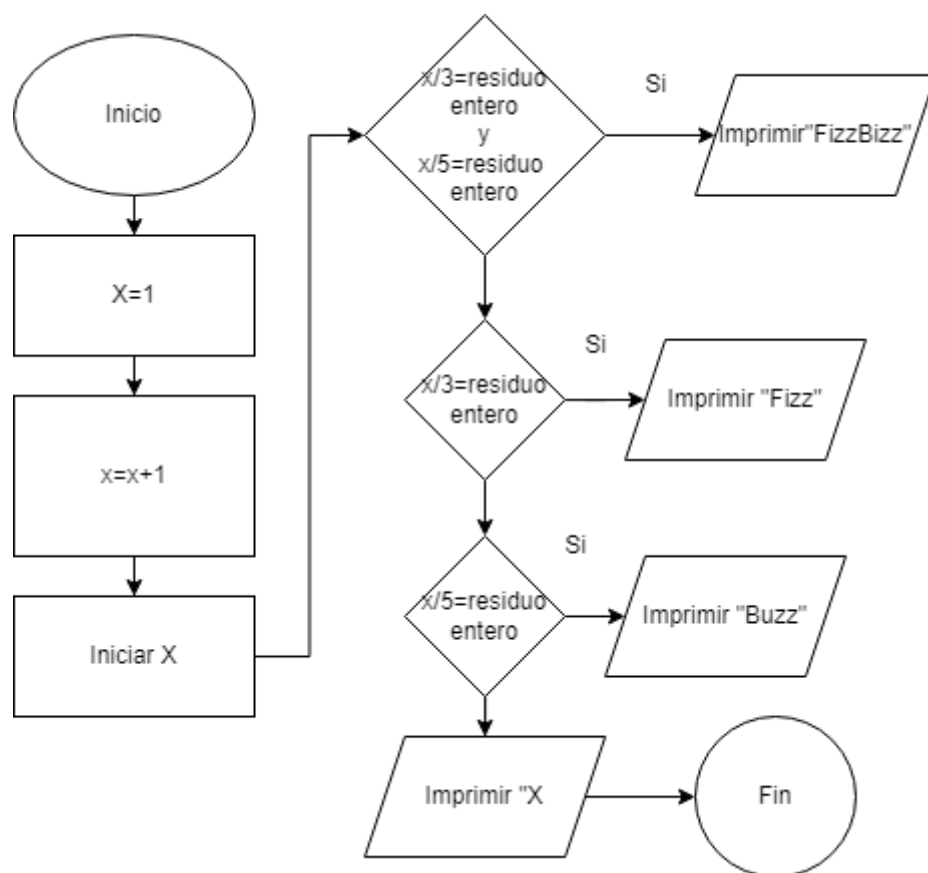 Inicio
X=1
x=x+1
Iniciar X
x/3=residuo
entero
y
x/5=residuo
entero
Si
Imprimir"FizzBizz"
x/3=residuo
entero
Si
Imprimir "Fizz"
x/5=residuo
entero
Si
Imprimir "Buzz"
Imprimir "X
Fin